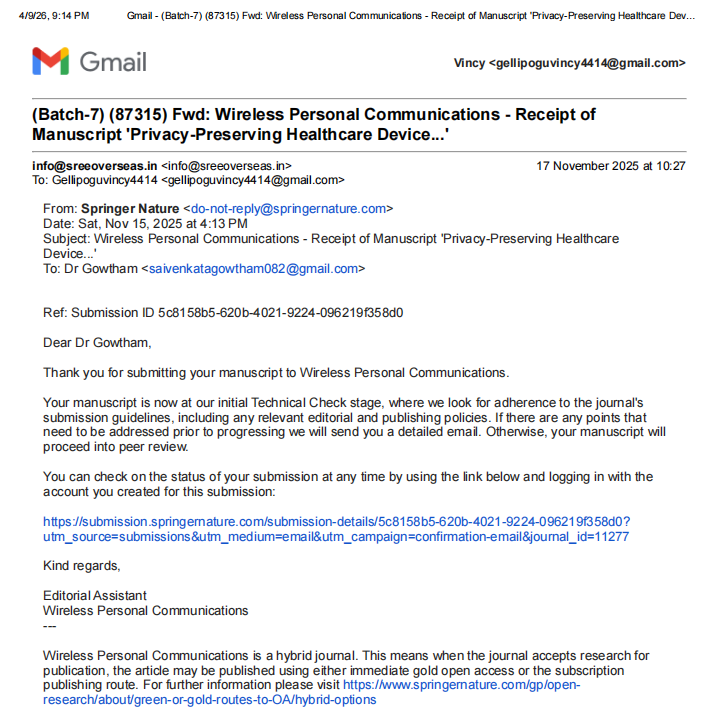 4/9/26, 9:14 PM Gmail - (Batch-7) (87315) Fwd: Wireless Personal Communications - Receipt of Manuscript 'Privacy-Preserving Healthcare Dev...
Gmail
Vincy <gellipoguvincy4414@gmail.com>
(Batch-7) (87315) Fwd: Wireless Personal Communications - Receipt of
Manuscript 'Privacy-Preserving Healthcare Device...'
info@sreeoverseas.in <info@sreeoverseas.in> 17 November 2025 at 10:27
To: Gellipoguvincy4414 <gellipoguvincy4414@gmail.com>
From: Springer Nature <do-not-reply@springernature.com>
Date: Sat, Nov 15, 2025 at 4:13 PM
Subject: Wireless Personal Communications - Receipt of Manuscript 'Privacy-Preserving Healthcare
Device...'
To: Dr Gowtham <saivenkatagowtham082@gmail.com>
Ref: Submission ID 5c8158b5-620b-4021-9224-096219f358d0
Dear Dr Gowtham,
Thank you for submitting your manuscript to Wireless Personal Communications.
Your manuscript is now at our initial Technical Check stage, where we look for adherence to the journal's
submission guidelines, including any relevant editorial and publishing policies. If there are any points that
need to be addressed prior to progressing we will send you a detailed email. Otherwise, your manuscript will
proceed into peer review.
You can check on the status of your submission at any time by using the link below and logging in with the
account you created for this submission:
https://submission.springernature.com/submission-details/5c8158b5-620b-4021-9224-096219f358d0?
utm_source=submissions&utm_medium=email&utm_campaign=confirmation-email&journal_id=11277
Kind regards,
Editorial Assistant
Wireless Personal Communications
---
Wireless Personal Communications is a hybrid journal. This means when the journal accepts research for
publication, the article may be published using either immediate gold open access or the subscription
publishing route. For further information please visit https://www.springernature.com/gp/open-
research/about/green-or-gold-routes-to-OA/hybrid-options